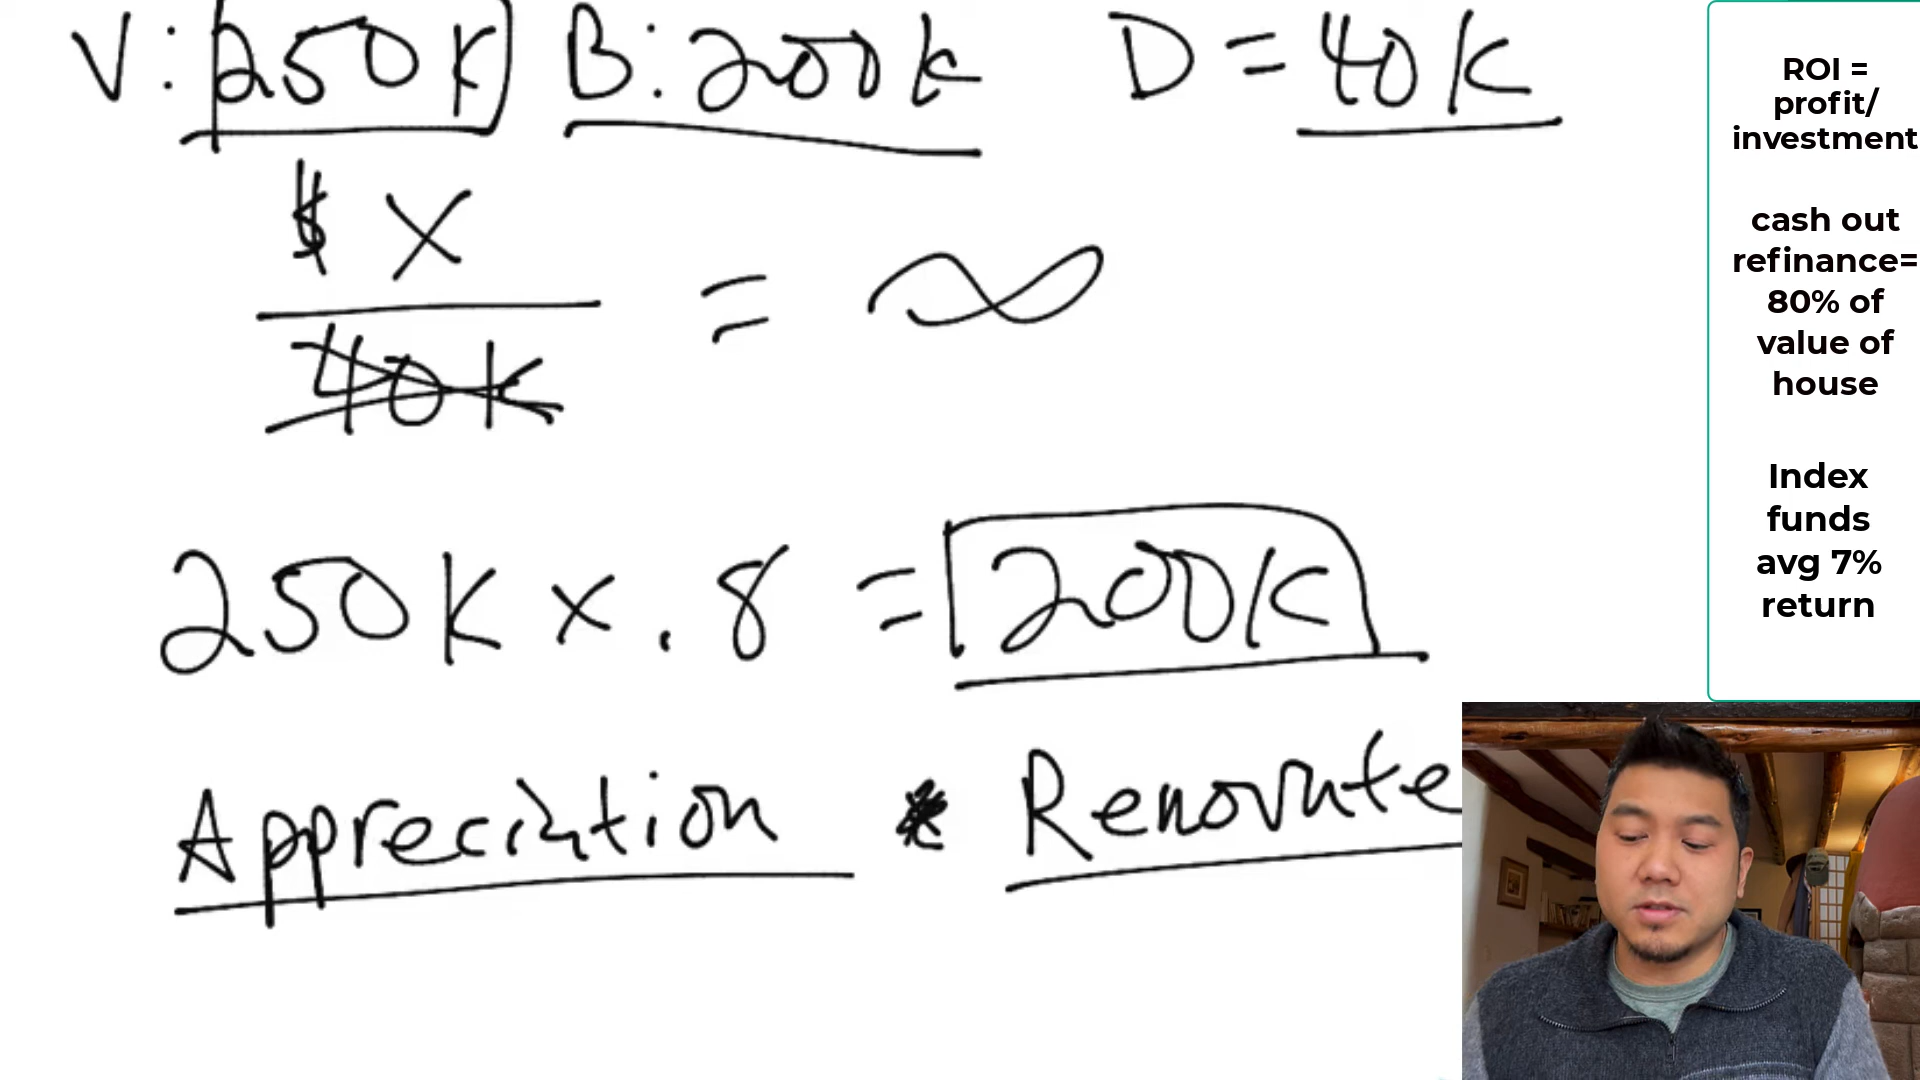 V: 250K B: 200k D = 40K
$ X
40K
= ∞
250K x .8 = 200K
Appreciation * Renovate
ROI =
profit/
investment
cash out
refinance=
80% of
value of
house
Index
funds
avg 7%
return